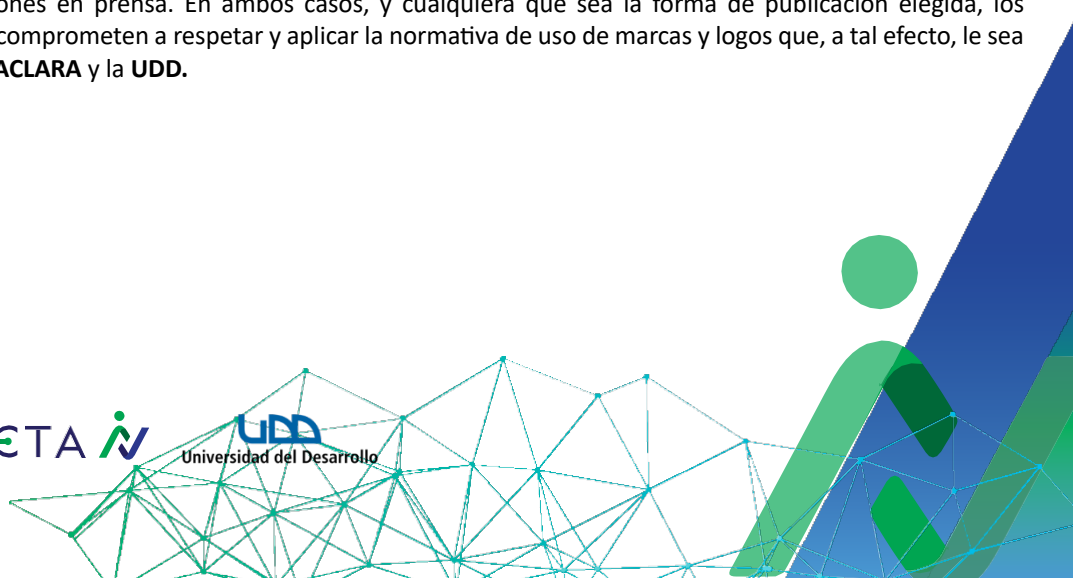 ones en prensa. En ambos casos, y cualquiera que sea la forma de publicación elegida, los
comprometen a respetar y aplicar la normativa de uso de marcas y logos que, a tal efecto, le sea
ACLARA y la UDD.
ETA
UDD
Universidad del Desarrollo